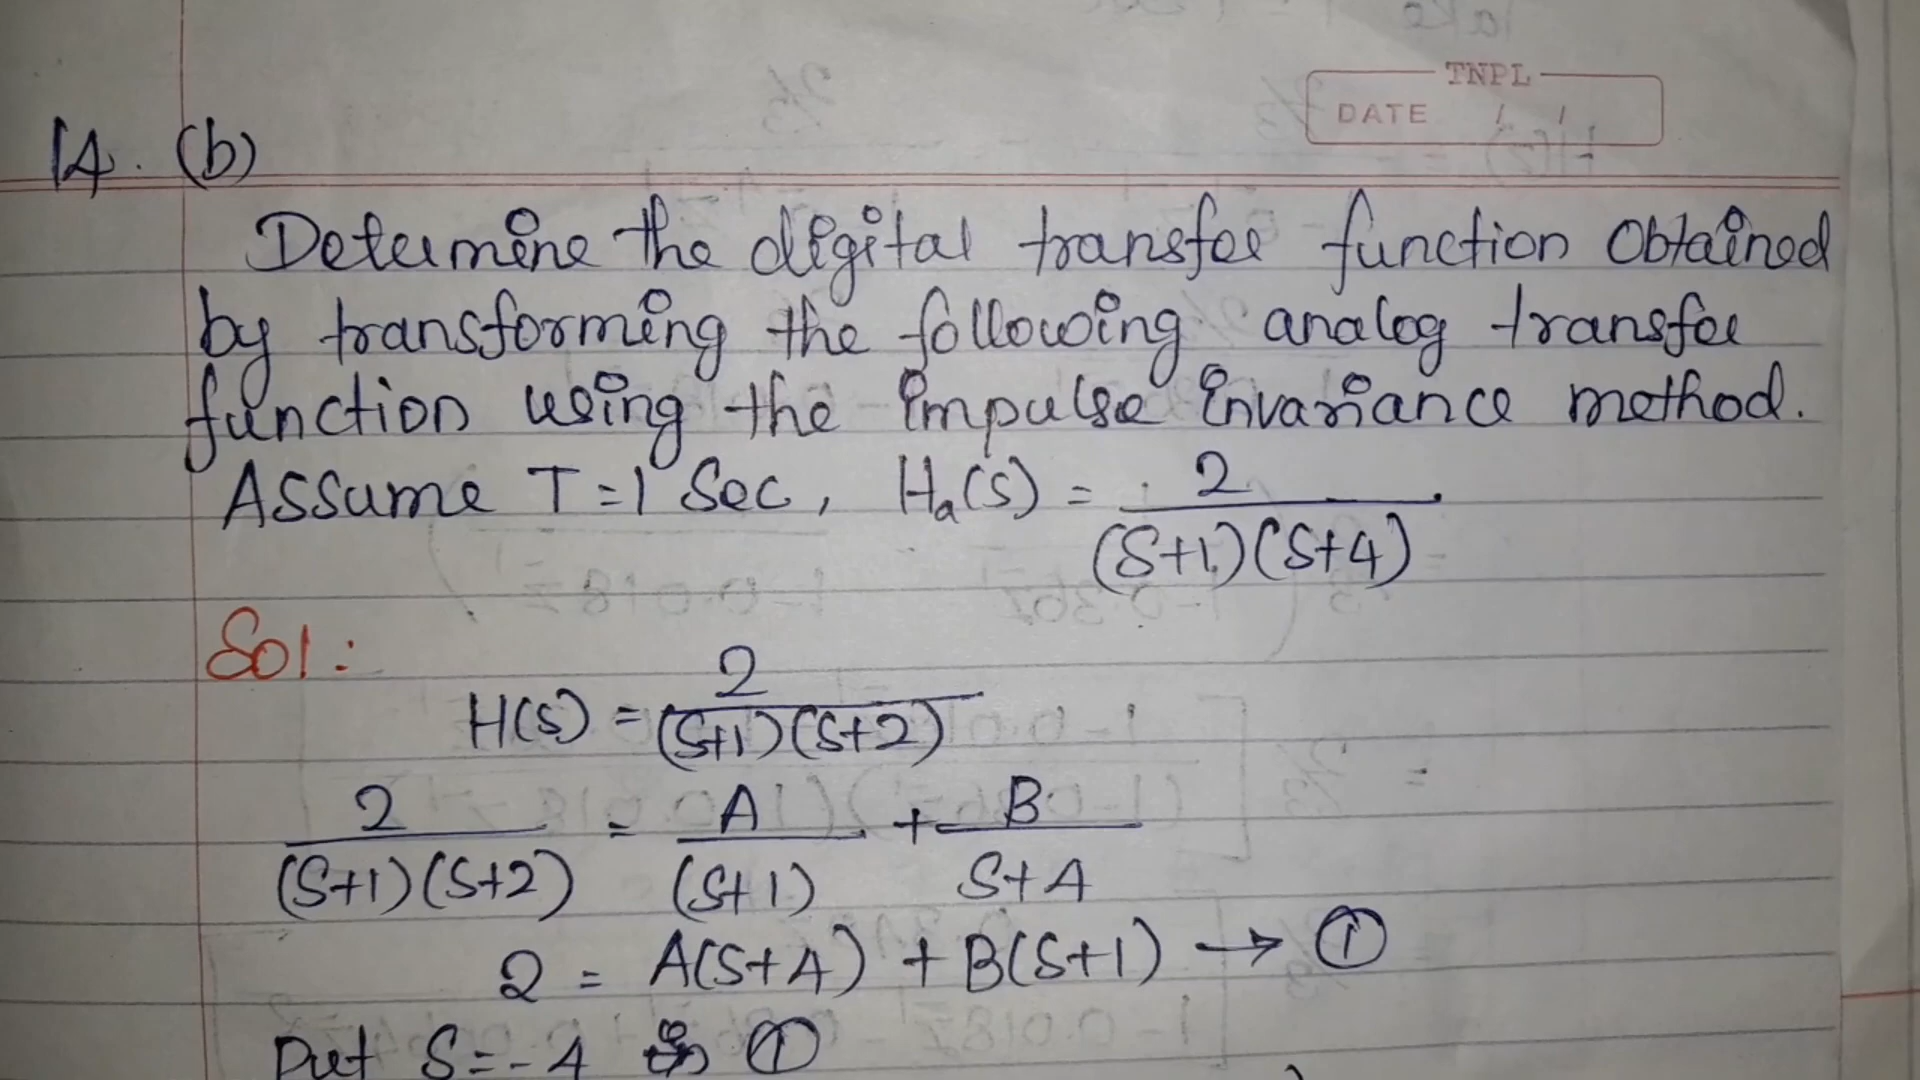 TNPL
DATE / /
14. (b)
Determine the digital transfer function obtained
by transforming the following analog transfer
function using the impulse invariance method.
Assume T=1 Sec, Ha(S) = 2 / (S+1)(S+4)
Sol:
H(S) = 2 / (S+1)(S+2)
2 / (S+1)(S+2) = A / (S+1) + B / S+4
2 = A(S+4) + B(S+1) → ①
Put S=-4 in ①